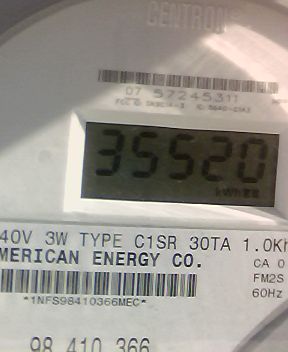 CENTRON
07 57245311
35520
kWh
40V 3W TYPE C1SR 30TA 1.0Kh
MERICAN ENERGY CO.
CA 0
FM2S
60Hz
*1NFS98410366MEC*
98 410 366